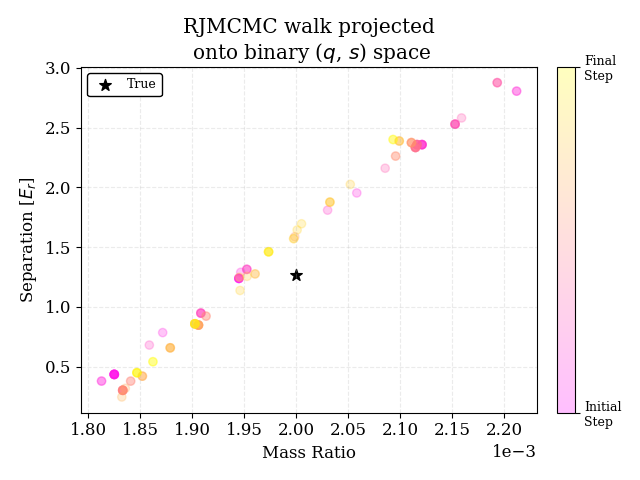 RJMCMC walk projected
onto binary (q, s) space
Final
Step
3.0
2.5
2.0
1.5
1.0
0.5
Separation [E_r]
True
Initial
Step
1.80 1.85 1.90 1.95 2.00 2.05 2.10 2.15 2.20
Mass Ratio
1e−3